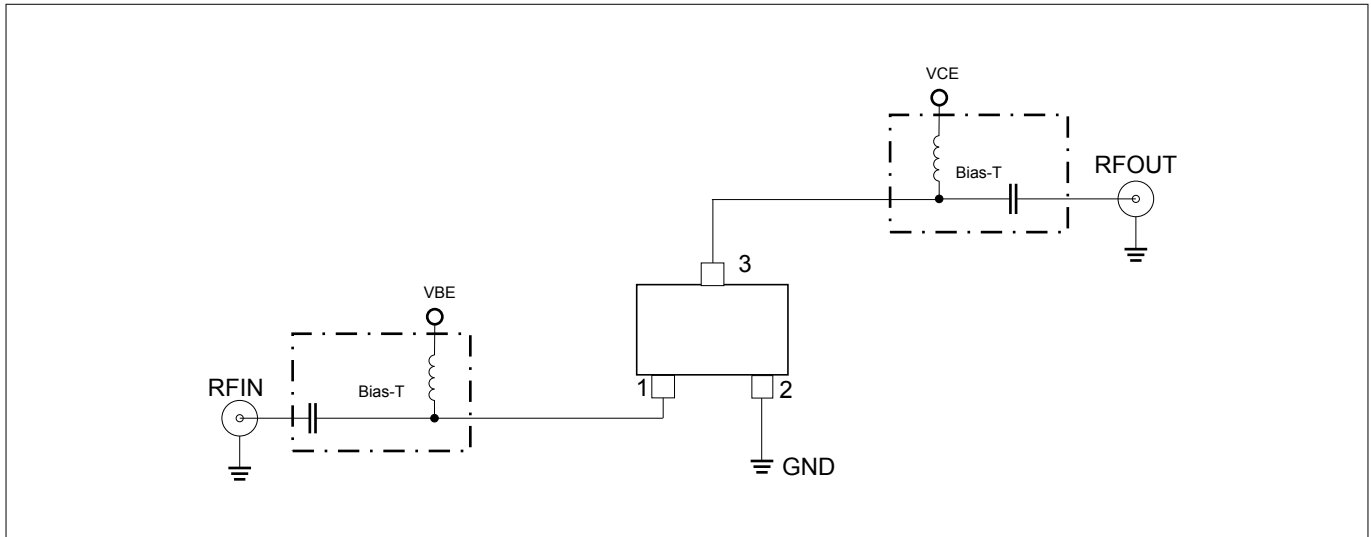 VCE
Bias-T
RFOUT
3
VBE
Bias-T
RFIN
1
2
GND